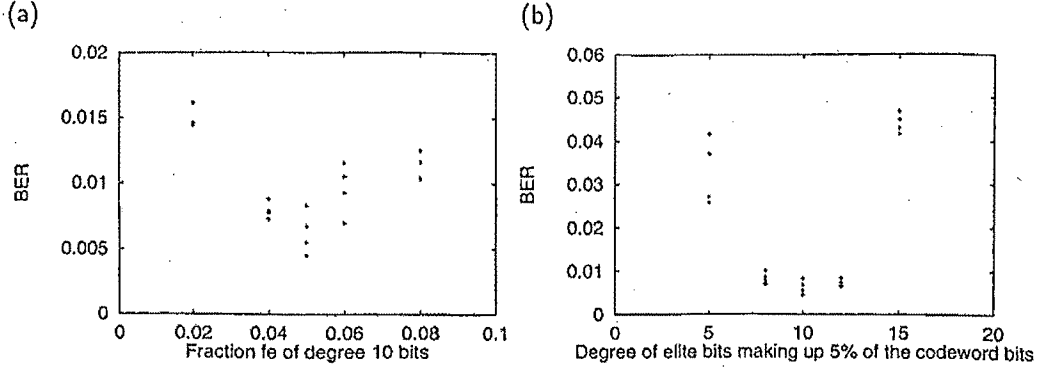 (a)
BER
0.02
0.015
0.01
0.005
0
0 0.02 0.04 0.06 0.08 0.1
Fraction fe of degree 10 bits
(b)
BER
0.06
0.05
0.04
0.03
0.02
0.01
0
0 5 10 15 20
Degree of elite bits making up 5% of the codeword bits